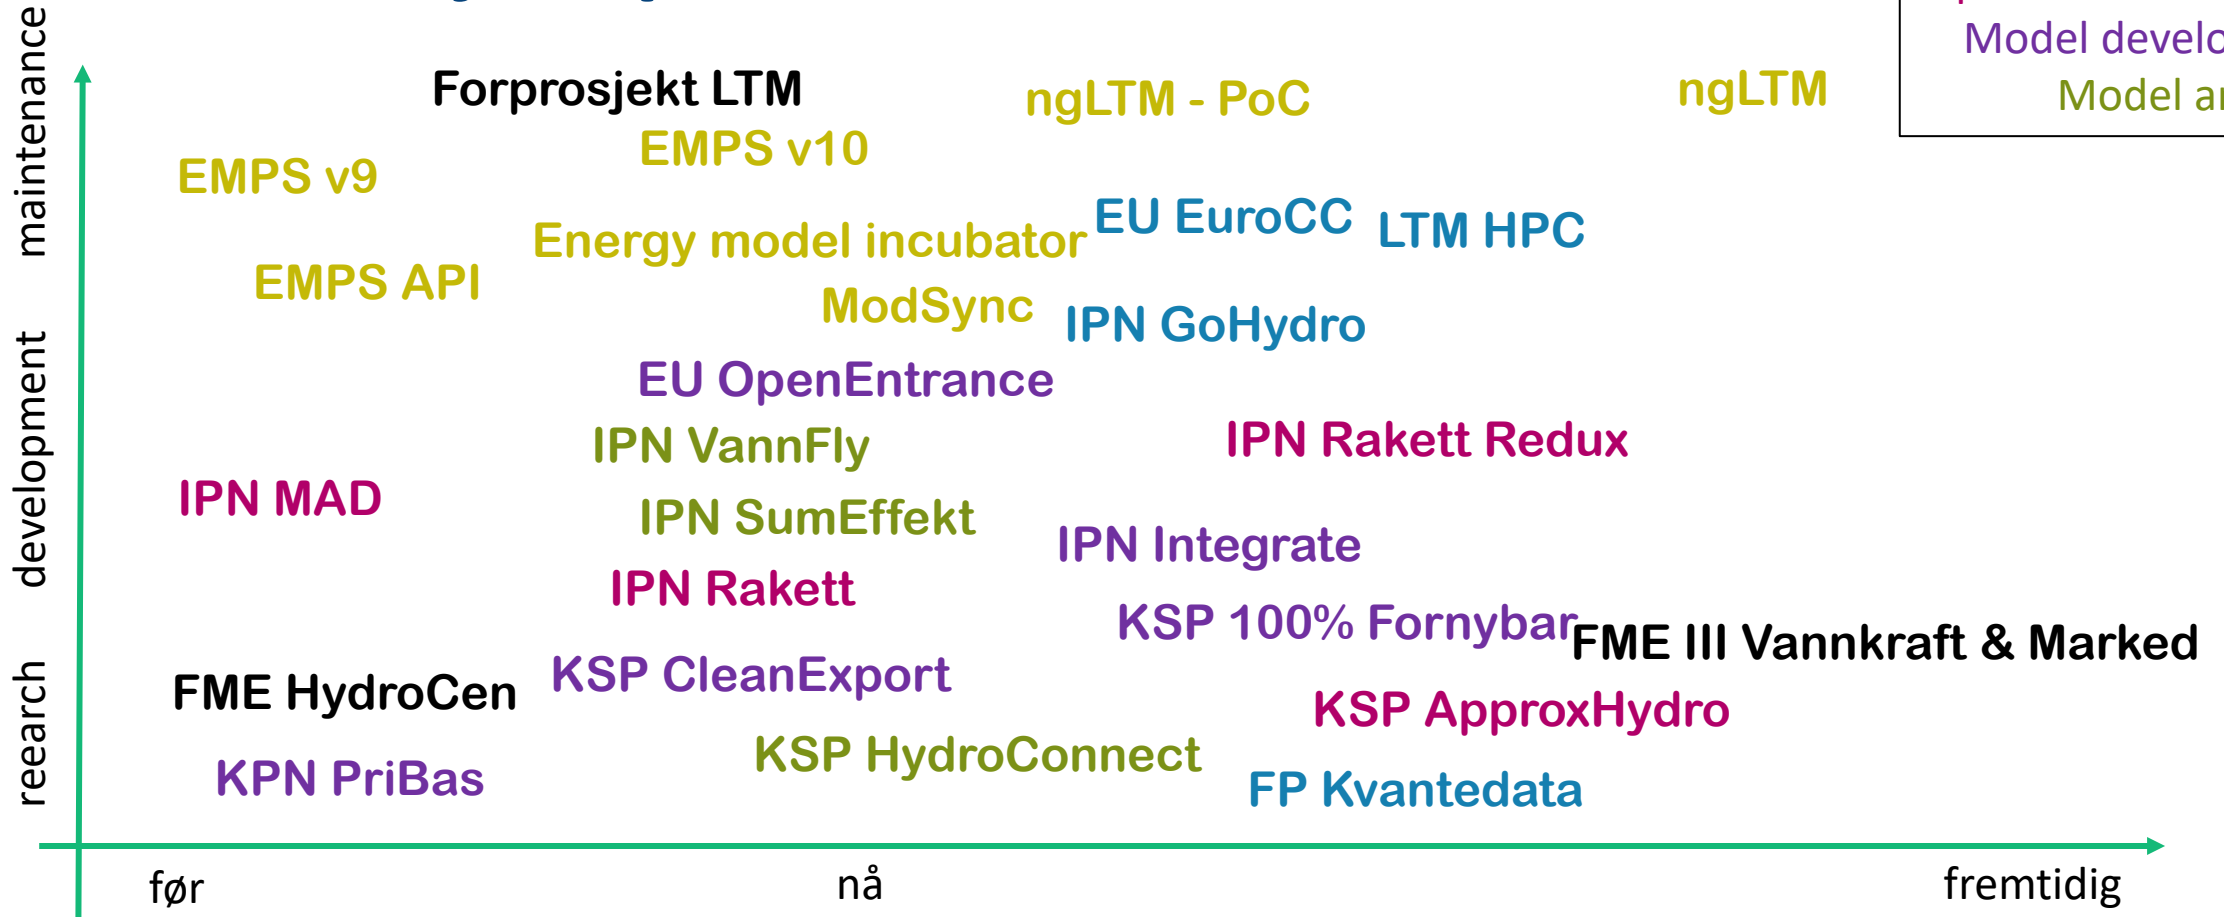 Model
Forprosjekt LTM
ngLTM - PoC
ngLTM
Model
EMPS v10
EMPS v9
EU EuroCC
LTM HPC
Energy model incubator
EMPS API
ModSync
IPN GoHydro
EU OpenEntrance
IPN VannFly
IPN Rakett Redux
IPN MAD
IPN SumEffekt
IPN Integrate
IPN Rakett
KSP 100% Fornybar
FME III Vannkraft & Marked
KSP CleanExport
FME HydroCen
KSP ApproxHydro
KSP HydroConnect
KPN PriBas
FP Kvantedata
maintenance
development
reearch
før
nå
fremtidig